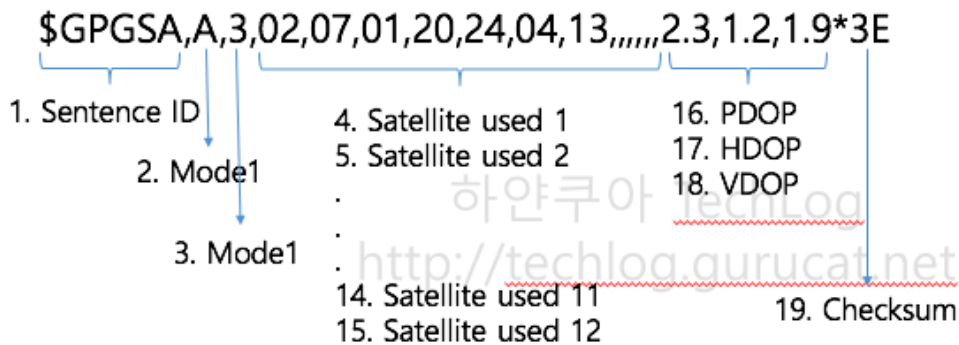 $GPGSA,A,3,02,07,01,20,24,04,13,,,,,,2.3,1.2,1.9*3E
1. Sentence ID
2. Mode1
3. Mode1
4. Satellite used 1
5. Satellite used 2
.
.
.
14. Satellite used 11
15. Satellite used 12
16. PDOP
17. HDOP
18. VDOP
19. Checksum
하얀쿠아 TechLog
http://techlog.gurucat.net